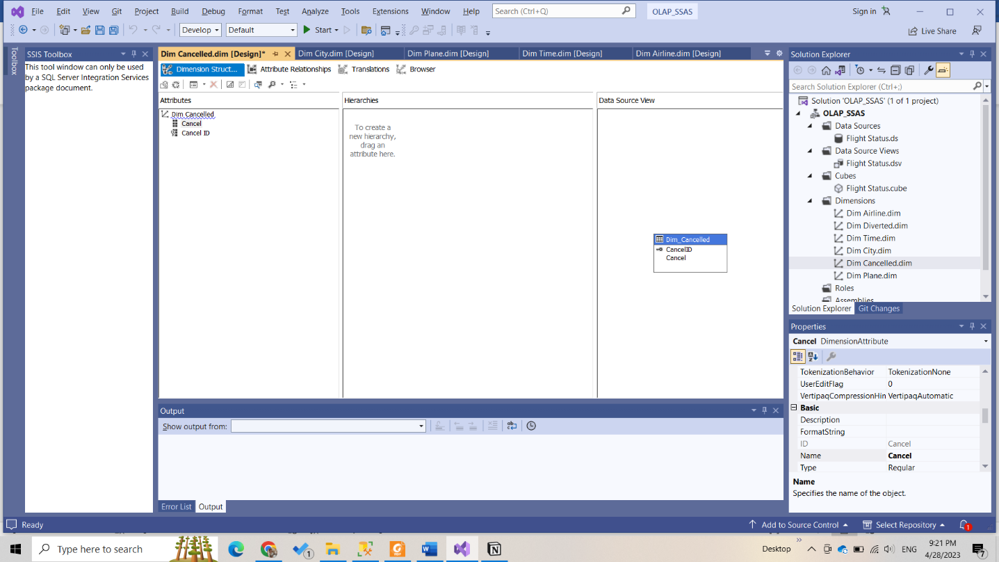 File Edit View Git Project Build Debug Format Test Analyze Tools Extensions Window Help Search (Ctrl+Q) OLAP_SSAS Sign in
Develop Default Start Live Share
Toolbox
SSIS Toolbox
This tool window can only be used
by a SQL Server Integration Services
package document.
Dim Cancelled.dim [Design]* Dim City.dim [Design] Dim Plane.dim [Design] Dim Time.dim [Design] Dim Airline.dim [Design]
Dimension Struct... Attribute Relationships Translations Browser
Attributes
Dim Cancelled
Cancel
Cancel ID
Hierarchies
To create a
new hierarchy,
drag an
attribute here.
Data Source View
Dim_Cancelled
CancelID
Cancel
Output
Show output from:
Error List Output
Solution Explorer
Search Solution Explorer (Ctrl+;)
Solution 'OLAP_SSAS' (1 of 1 project)
OLAP_SSAS
Data Sources
Flight Status.ds
Data Source Views
Flight Status.dsv
Cubes
Flight Status.cube
Dimensions
Dim Airline.dim
Dim Diverted.dim
Dim Time.dim
Dim City.dim
Dim Cancelled.dim
Dim Plane.dim
Roles
Assemblies
Solution Explorer Git Changes
Properties
Cancel DimensionAttribute
TokenizationBehavior TokenizationNone
UserEditFlag 0
VertipaqCompressionHin VertipaqAutomatic
Basic
Description
FormatString
ID Cancel
Name Cancel
Type Regular
Name
Specifies the name of the object.
Ready Add to Source Control Select Repository 1
Type here to search 1 Desktop ENG 9:21 PM 7
4/28/2023